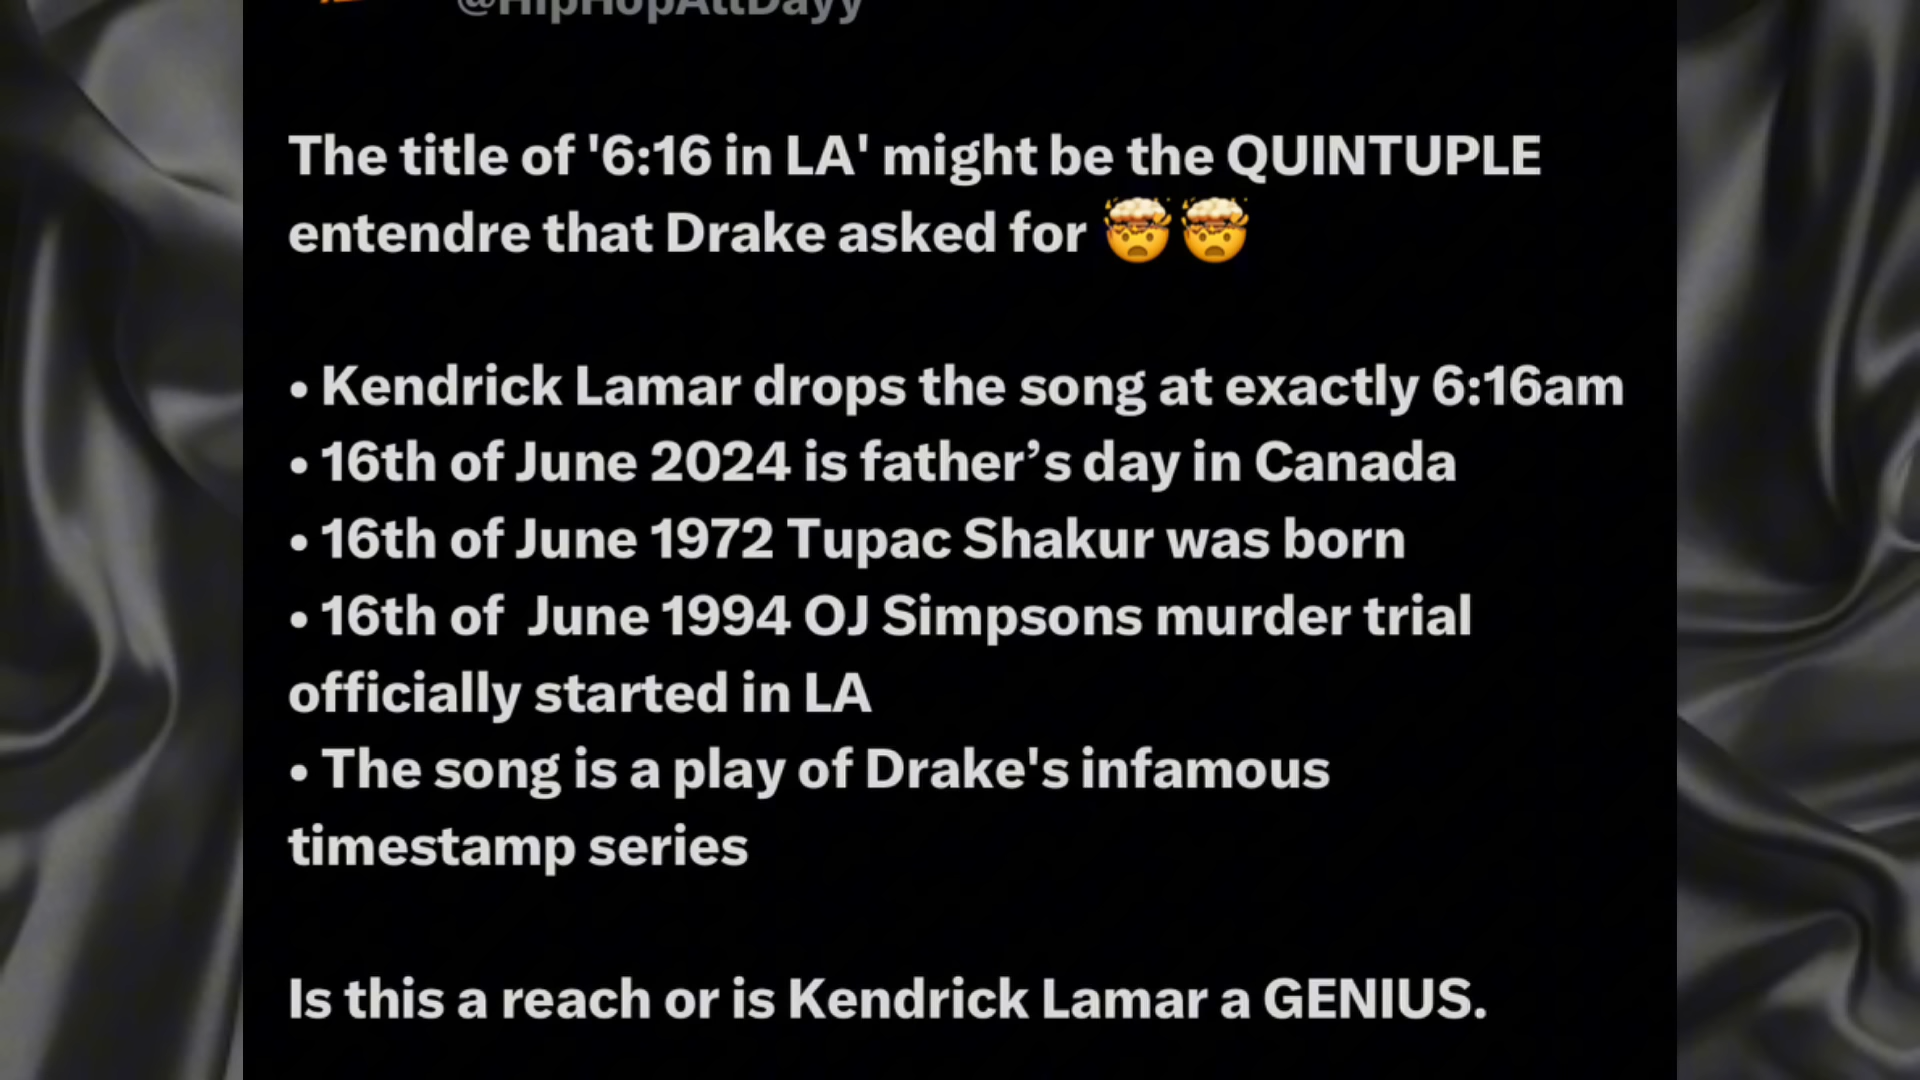 @HipHopAllDayy
The title of '6:16 in LA' might be the QUINTUPLE
entendre that Drake asked for 🤯🤯
• Kendrick Lamar drops the song at exactly 6:16am
• 16th of June 2024 is father’s day in Canada
• 16th of June 1972 Tupac Shakur was born
• 16th of  June 1994 OJ Simpsons murder trial
officially started in LA
• The song is a play of Drake's infamous
timestamp series
Is this a reach or is Kendrick Lamar a GENIUS.